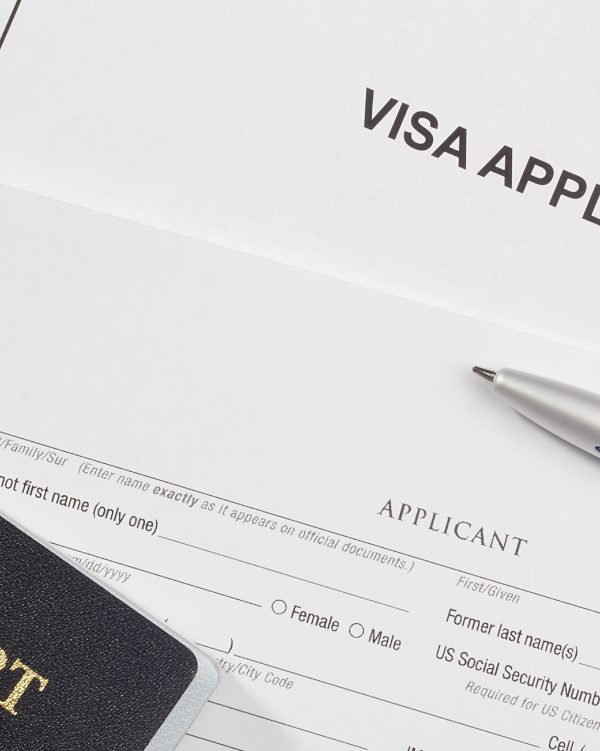 VISA APPL
/Family/Sur (Enter name exactly as it appears on official documents.)
First/Given
APPLICANT
not first name (only one)
Former last name(s)
m/dd/yyyy
Female Male
US Social Security Numb
Required for US Citizen
)
try/City Code
Cell (
RT